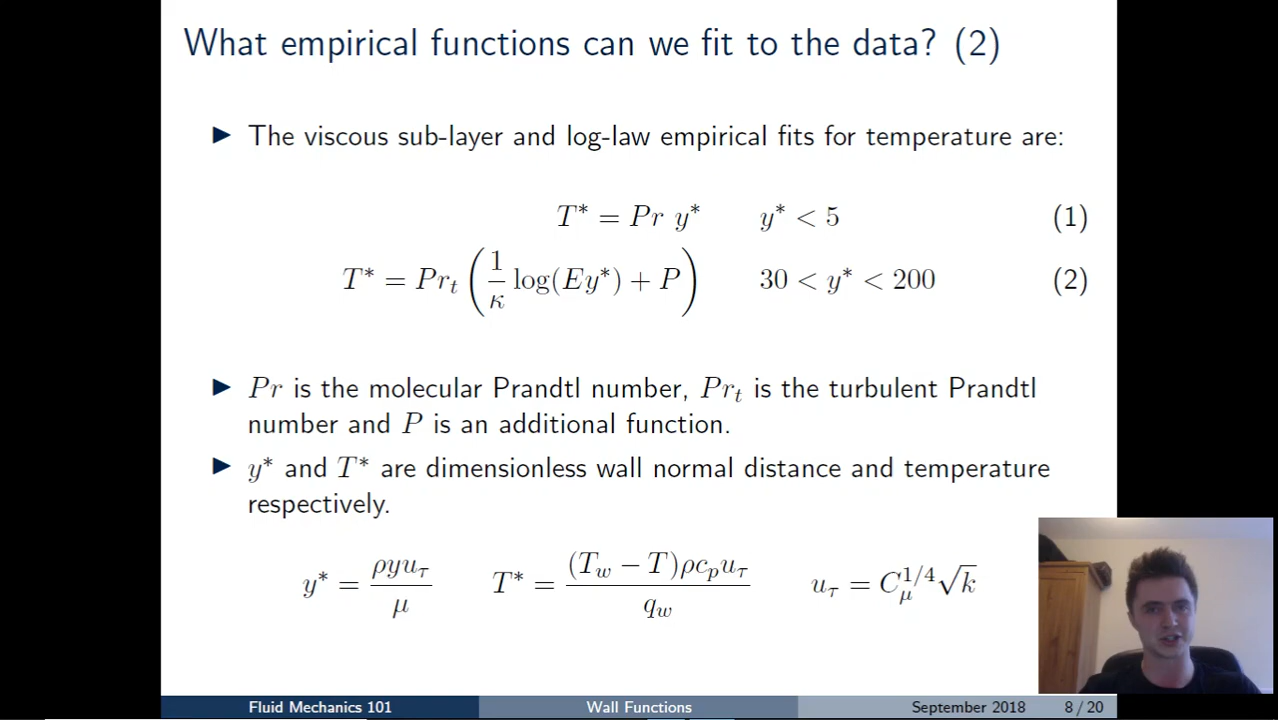 What empirical functions can we fit to the data? (2)
▶ The viscous sub-layer and log-law empirical fits for temperature are:
T* = Pr y*    y* < 5    (1)
T* = Pr_t (1/κ log(Ey*) + P)    30 < y* < 200    (2)
▶ Pr is the molecular Prandtl number, Pr_t is the turbulent Prandtl
number and P is an additional function.
▶ y* and T* are dimensionless wall normal distance and temperature
respectively.
y* = ρyu_τ/μ    T* = (T_w − T)ρc_pu_τ/q_w    u_τ = C_μ^{1/4}√k
Fluid Mechanics 101    Wall Functions    September 2018    8 / 20